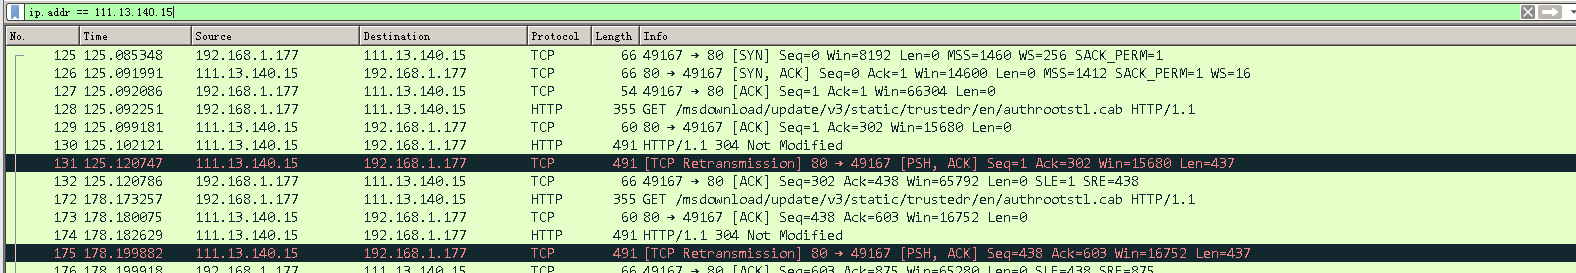 ip.addr == 111.13.140.15
No. Time Source Destination Protocol Length Info
125 125.085348 192.168.1.177 111.13.140.15 TCP 66 49167 → 80 [SYN] Seq=0 Win=8192 Len=0 MSS=1460 WS=256 SACK_PERM=1
126 125.091991 111.13.140.15 192.168.1.177 TCP 66 80 → 49167 [SYN, ACK] Seq=0 Ack=1 Win=14600 Len=0 MSS=1412 SACK_PERM=1 WS=16
127 125.092086 192.168.1.177 111.13.140.15 TCP 54 49167 → 80 [ACK] Seq=1 Ack=1 Win=66304 Len=0
128 125.092251 192.168.1.177 111.13.140.15 HTTP 355 GET /msdownload/update/v3/static/trustedr/en/authrootstl.cab HTTP/1.1
129 125.099181 111.13.140.15 192.168.1.177 TCP 60 80 → 49167 [ACK] Seq=1 Ack=302 Win=15680 Len=0
130 125.102121 111.13.140.15 192.168.1.177 HTTP 491 HTTP/1.1 304 Not Modified
131 125.120747 111.13.140.15 192.168.1.177 TCP 491 [TCP Retransmission] 80 → 49167 [PSH, ACK] Seq=1 Ack=302 Win=15680 Len=437
132 125.120786 192.168.1.177 111.13.140.15 TCP 66 49167 → 80 [ACK] Seq=302 Ack=438 Win=65792 Len=0 SLE=1 SRE=438
172 178.173257 192.168.1.177 111.13.140.15 HTTP 355 GET /msdownload/update/v3/static/trustedr/en/authrootstl.cab HTTP/1.1
173 178.180075 111.13.140.15 192.168.1.177 TCP 60 80 → 49167 [ACK] Seq=438 Ack=603 Win=16752 Len=0
174 178.182629 111.13.140.15 192.168.1.177 HTTP 491 HTTP/1.1 304 Not Modified
175 178.199882 111.13.140.15 192.168.1.177 TCP 491 [TCP Retransmission] 80 → 49167 [PSH, ACK] Seq=438 Ack=603 Win=16752 Len=437
176 178.199918 192.168.1.177 111.13.140.15 TCP 66 49167 → 80 [ACK] Seq=603 Ack=875 Win=65280 Len=0 SLE=438 SRE=875